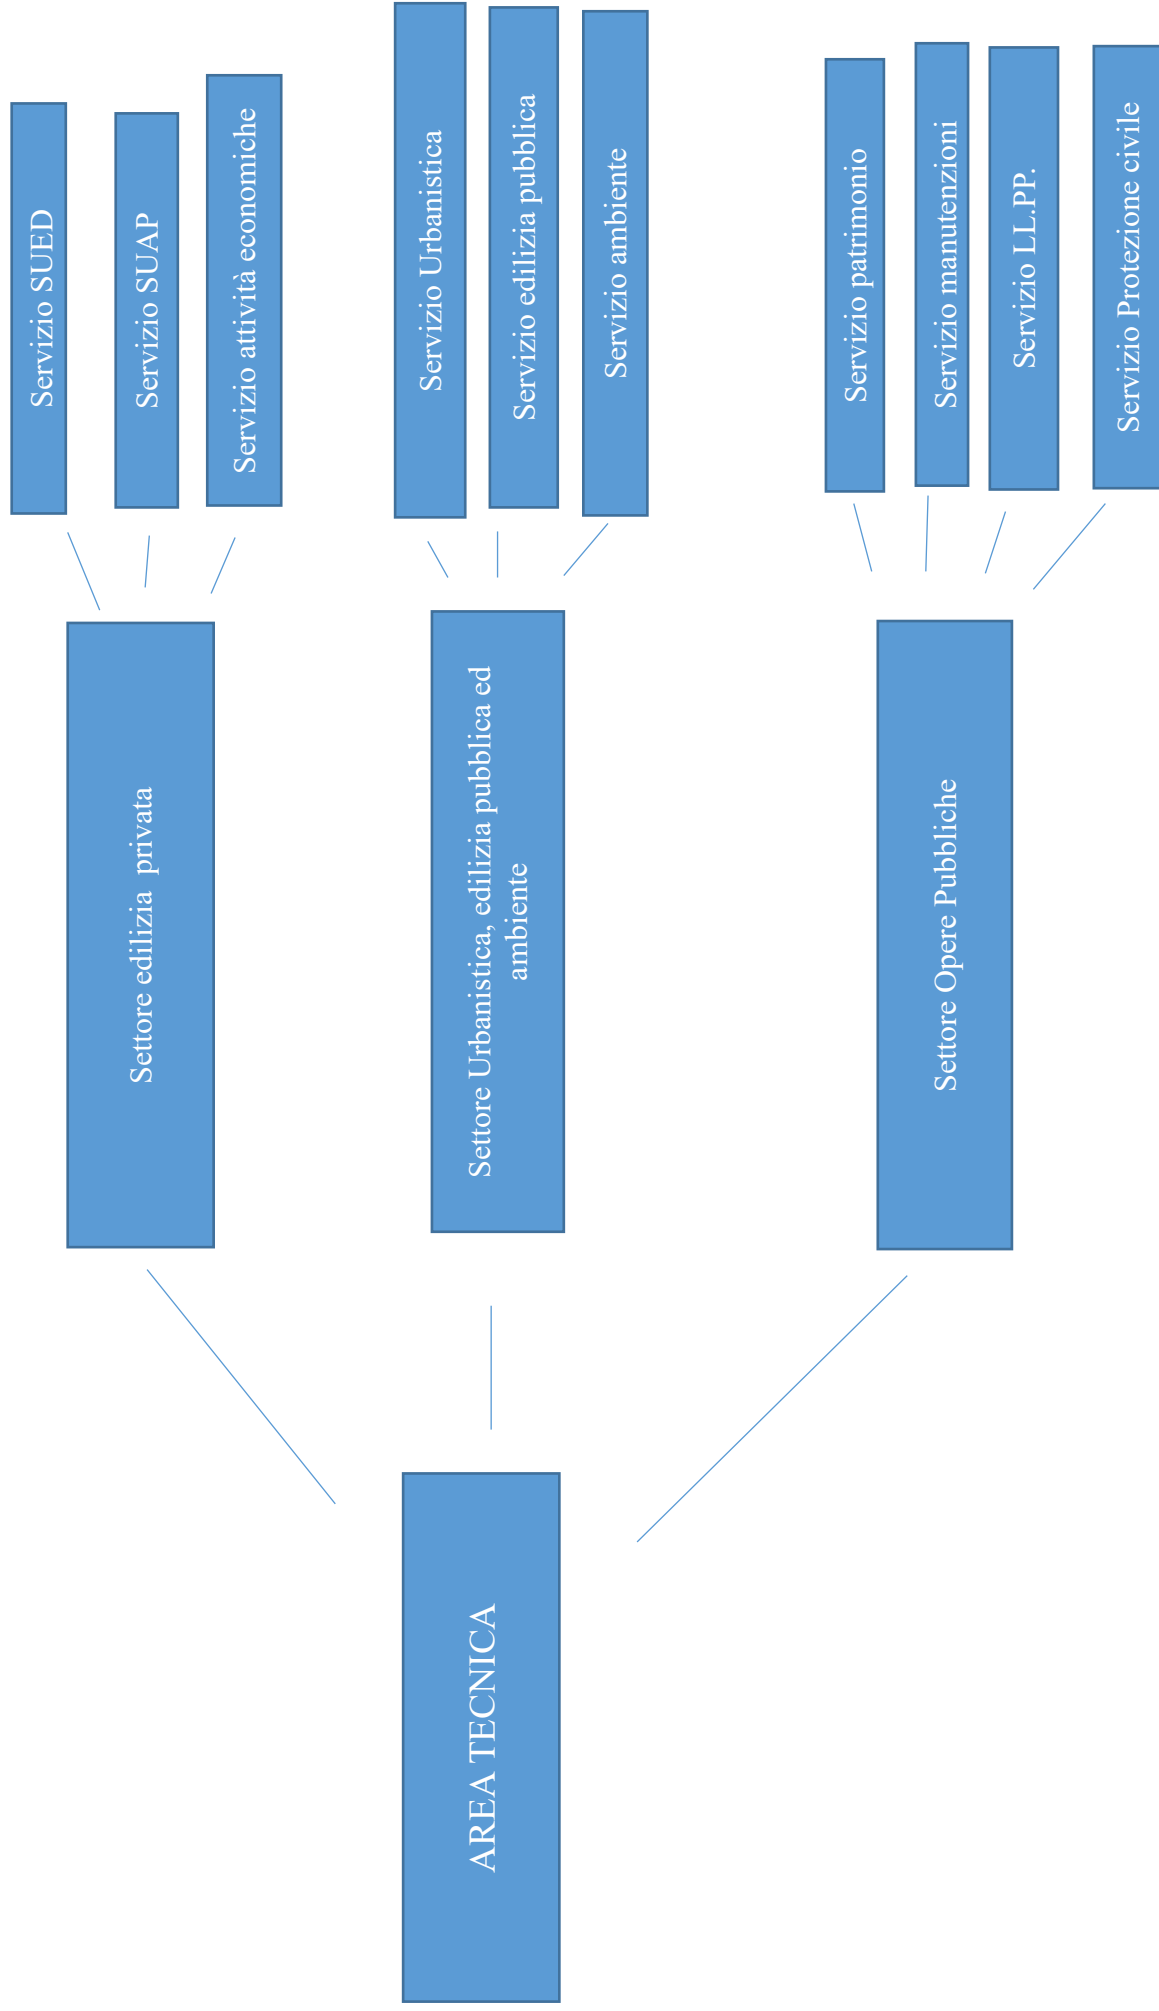 AREA TECNICA
Settore edilizia privata
Servizio SUED
Servizio SUAP
Servizio attività economiche
Settore Urbanistica, edilizia pubblica ed
ambiente
Servizio Urbanistica
Servizio edilizia pubblica
Servizio ambiente
Settore Opere Pubbliche
Servizio patrimonio
Servizio manutenzioni
Servizio LL.PP.
Servizio Protezione civile